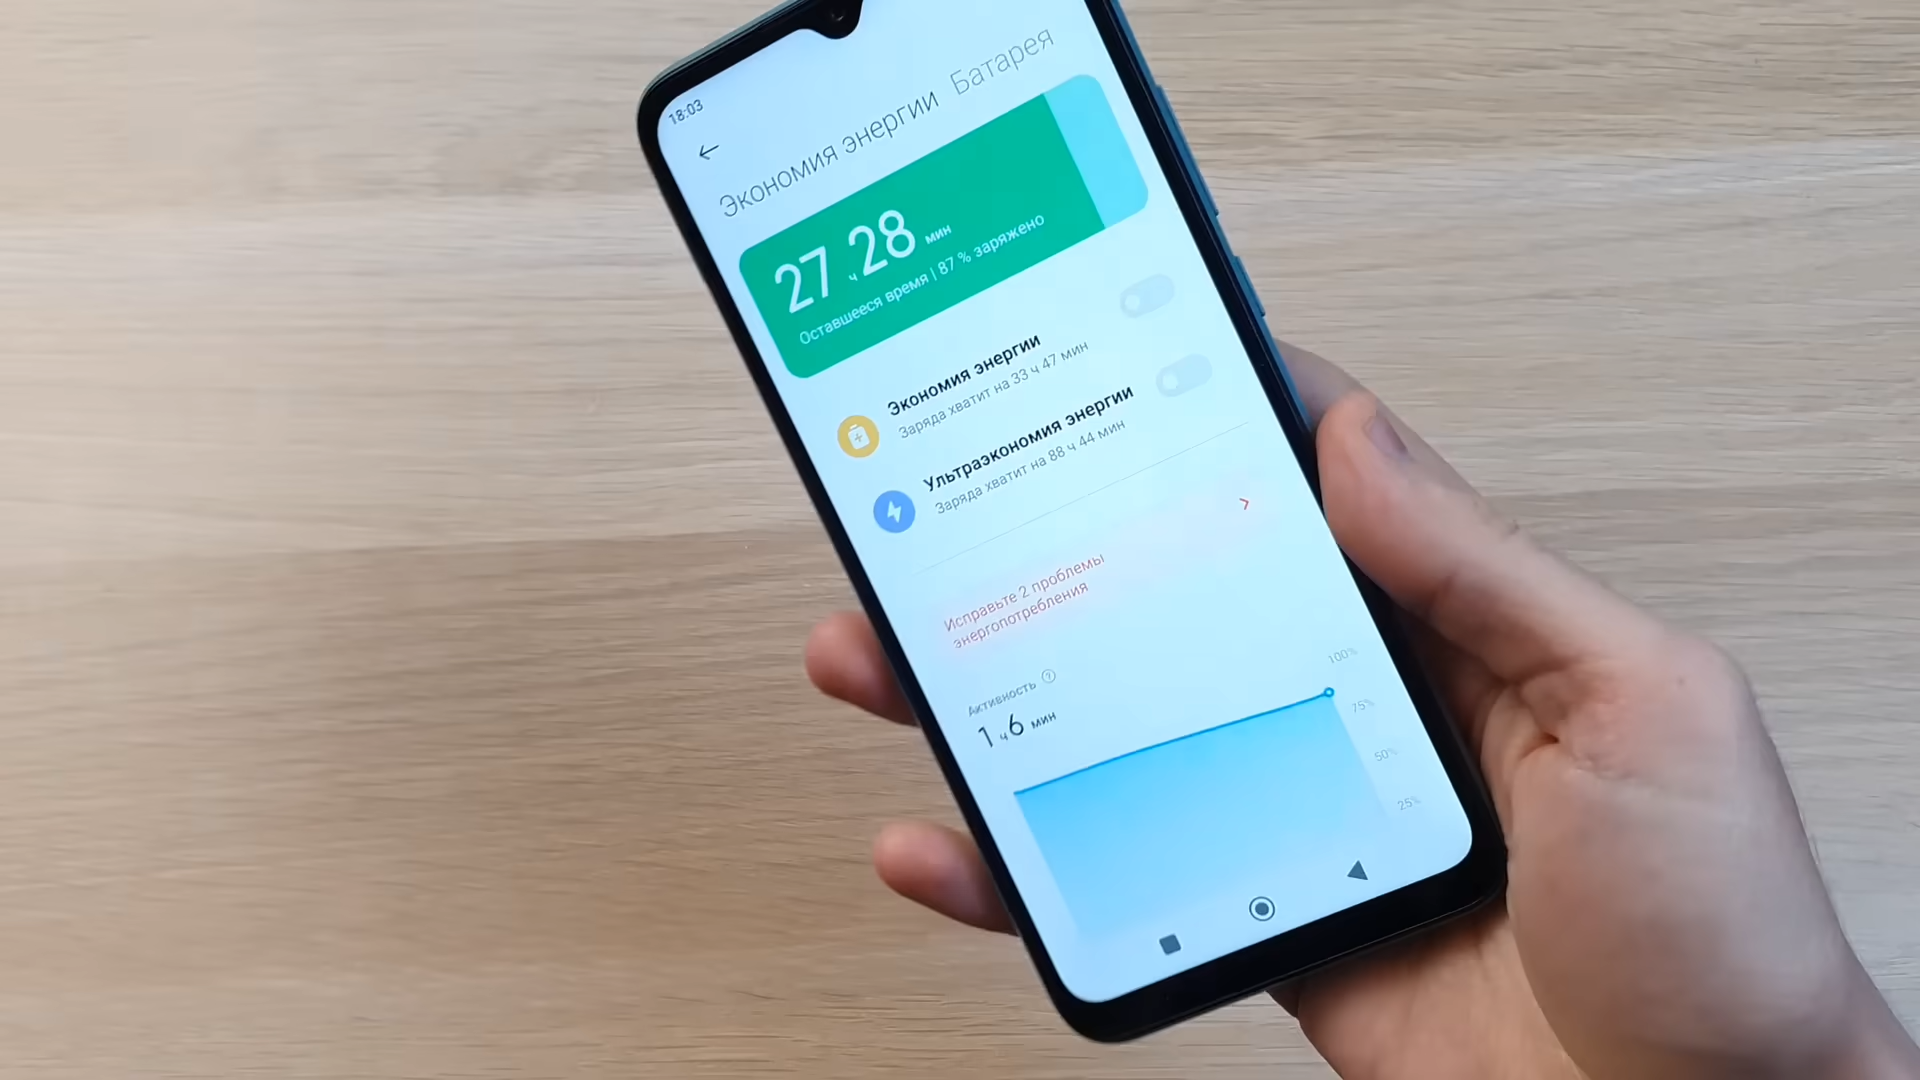 18:03
Экономия энергии Батарея
27 ч 28 мин
Оставшееся время | 87 % заряжено
Экономия энергии
Заряда хватит на 33 ч 47 мин
Ультраэкономия энергии
Заряда хватит на 88 ч 44 мин
Исправьте 2 проблемы
энергопотребления
Активность ?
1 ч 6 мин
100%
75%
50%
25%